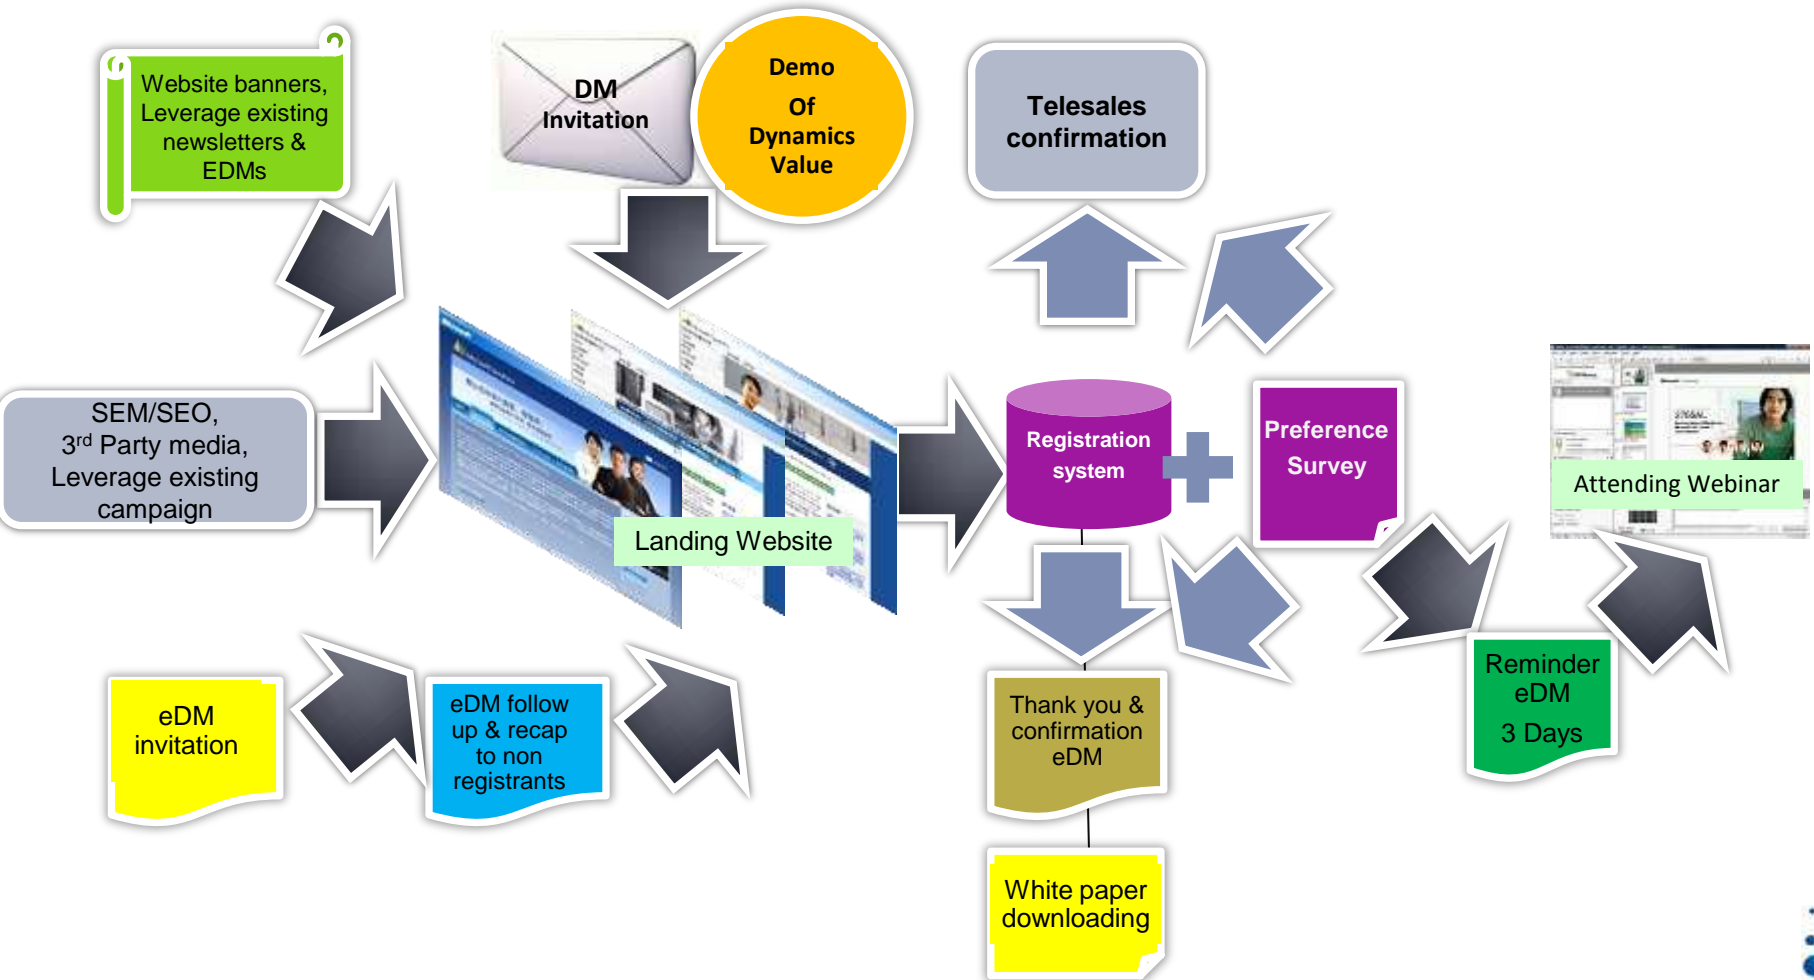 Website banners,
Leverage existing
newsletters &
EDMs
DM
Invitation
Demo
Of
Dynamics
Value
Telesales
confirmation
SEM/SEO,
3rd Party media,
Leverage existing
campaign
Landing Website
Registration
system
Preference
Survey
Attending Webinar
eDM
invitation
eDM follow
up & recap
to non
registrants
Thank you &
confirmation
eDM
Reminder
eDM
3 Days
White paper
downloading